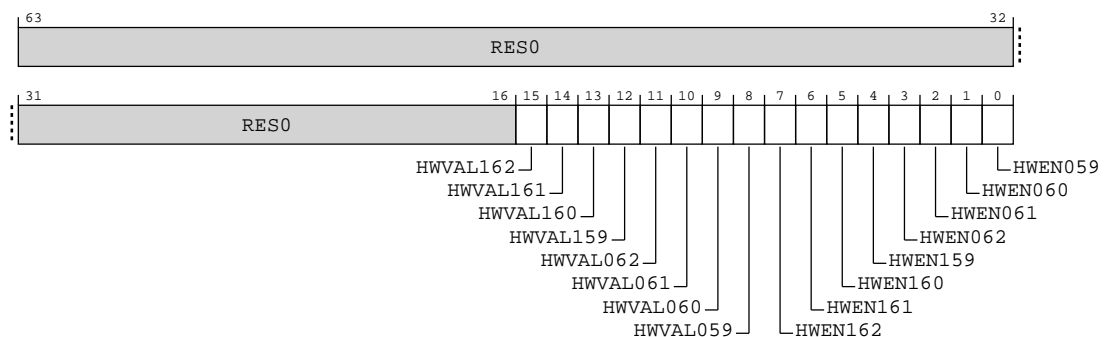 63 32
RES0
31 16 15 14 13 12 11 10 9 8 7 6 5 4 3 2 1 0
RES0
HWVAL162 HWEN059
HWVAL161 HWEN060
HWVAL160 HWEN061
HWVAL159 HWEN062
HWVAL062 HWEN159
HWVAL061 HWEN160
HWVAL060 HWEN161
HWVAL059 HWEN162